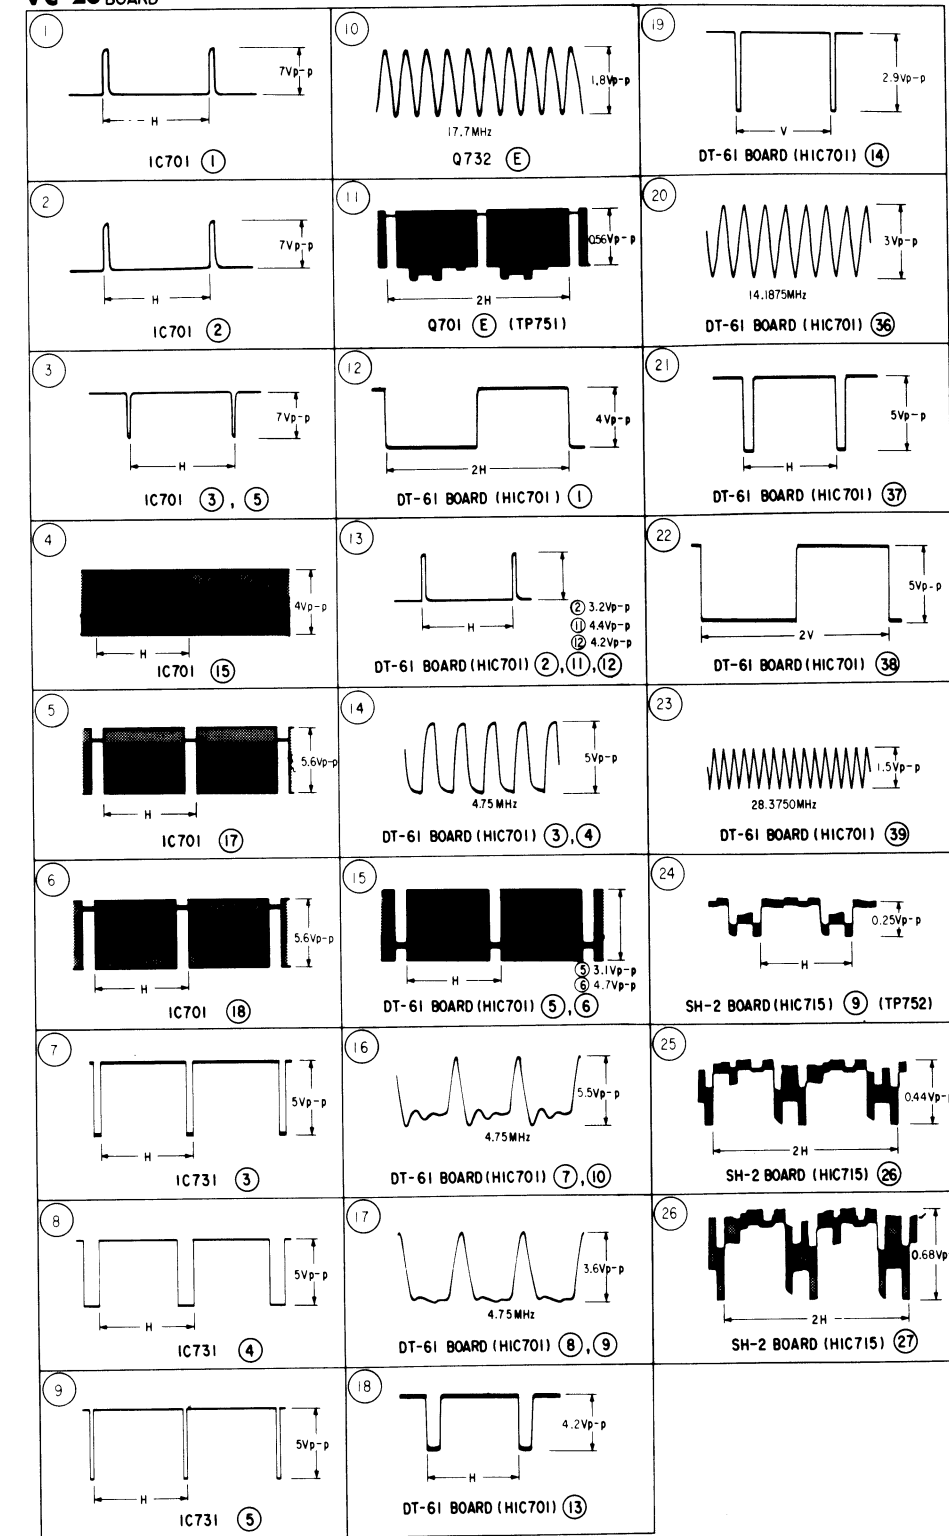 BOARD
1
7Vp-p
H
IC701 1
2
7Vp-p
H
IC701 2
3
7Vp-p
H
IC701 3, 5
4
4Vp-p
H
IC701 15
5
5.6Vp-p
H
IC701 17
6
5.6Vp-p
H
IC701 18
7
5Vp-p
H
IC731 3
8
5Vp-p
H
IC731 4
9
5Vp-p
H
IC731 5
10
1.8Vp-p
17.7MHz
Q732 E
11
0.56Vp-p
2H
Q701 E (TP751)
12
4Vp-p
2H
DT-61 BOARD (HIC701) 1
13
2 3.2Vp-p
H
11 4.4Vp-p
12 4.2Vp-p
DT-61 BOARD (HIC701) 2, 11, 12
14
5Vp-p
4.75MHz
DT-61 BOARD (HIC701) 3, 4
15
H
5 3.1Vp-p
6 4.7Vp-p
DT-61 BOARD (HIC701) 5, 6
16
5.5Vp-p
4.75MHz
DT-61 BOARD (HIC701) 7, 10
17
3.6Vp-p
4.75MHz
DT-61 BOARD (HIC701) 8, 9
18
4.2Vp-p
H
DT-61 BOARD (HIC701) 13
19
2.9Vp-p
V
DT-61 BOARD (HIC701) 14
20
3Vp-p
14.1875MHz
DT-61 BOARD (HIC701) 36
21
5Vp-p
H
DT-61 BOARD (HIC701) 37
22
5Vp-p
2V
DT-61 BOARD (HIC701) 38
23
1.5Vp-p
28.3750MHz
DT-61 BOARD (HIC701) 39
24
0.25Vp-p
H
SH-2 BOARD (HIC715) 9 (TP752)
25
0.44Vp-
2H
SH-2 BOARD (HIC715) 26
26
0.68Vp
2H
SH-2 BOARD (HIC715) 27